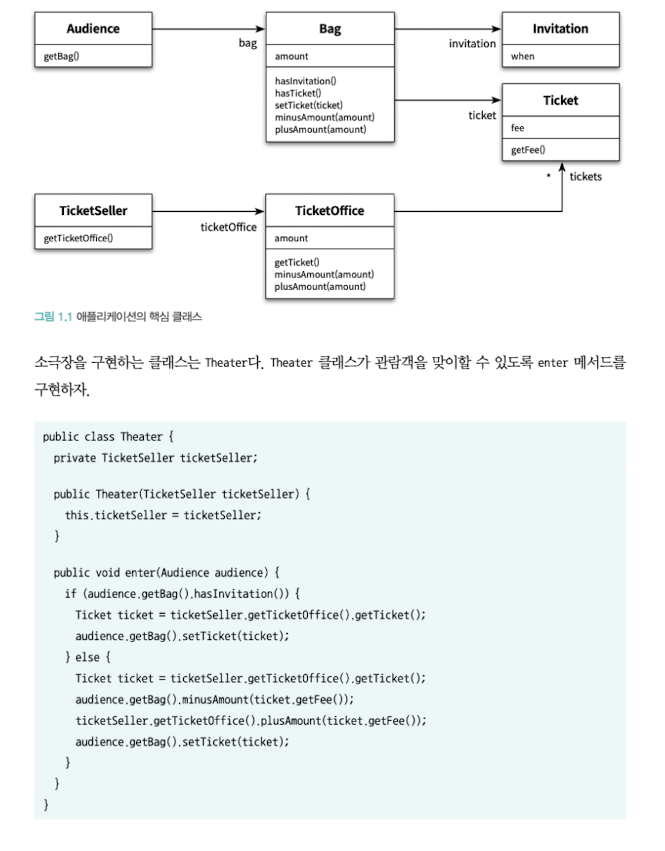 Audience
getBag()
bag
Bag
amount
hasInvitation()
hasTicket()
setTicket(ticket)
minusAmount(amount)
plusAmount(amount)
invitation
Invitation
when
ticket
Ticket
fee
getFee()
* tickets
TicketSeller
getTicketOffice()
ticketOffice
TicketOffice
amount
getTicket()
minusAmount(amount)
plusAmount(amount)
그림 1.1 애플리케이션의 핵심 클래스
소극장을 구현하는 클래스는 Theater다. Theater 클래스가 관람객을 맞이할 수 있도록 enter 메서드를
구현하자.
public class Theater {
  private TicketSeller ticketSeller;

  public Theater(TicketSeller ticketSeller) {
    this.ticketSeller = ticketSeller;
  }

  public void enter(Audience audience) {
    if (audience.getBag().hasInvitation()) {
      Ticket ticket = ticketSeller.getTicketOffice().getTicket();
      audience.getBag().setTicket(ticket);
    } else {
      Ticket ticket = ticketSeller.getTicketOffice().getTicket();
      audience.getBag().minusAmount(ticket.getFee());
      ticketSeller.getTicketOffice().plusAmount(ticket.getFee());
      audience.getBag().setTicket(ticket);
    }
  }
}